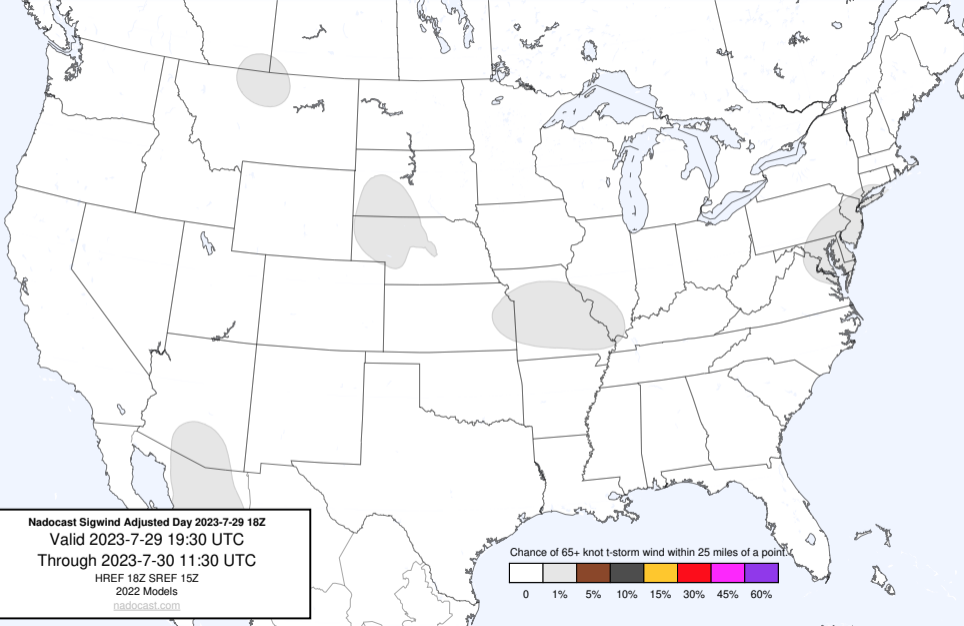 Nadocast Sigwind Adjusted Day 2023-7-29 18Z
Valid 2023-7-29 19:30 UTC
Through 2023-7-30 11:30 UTC
HREF 18Z SREF 15Z
2022 Models
nadocast.com
Chance of 65+ knot t-storm wind within 25 miles of a point.
0 1% 5% 10% 15% 30% 45% 60%